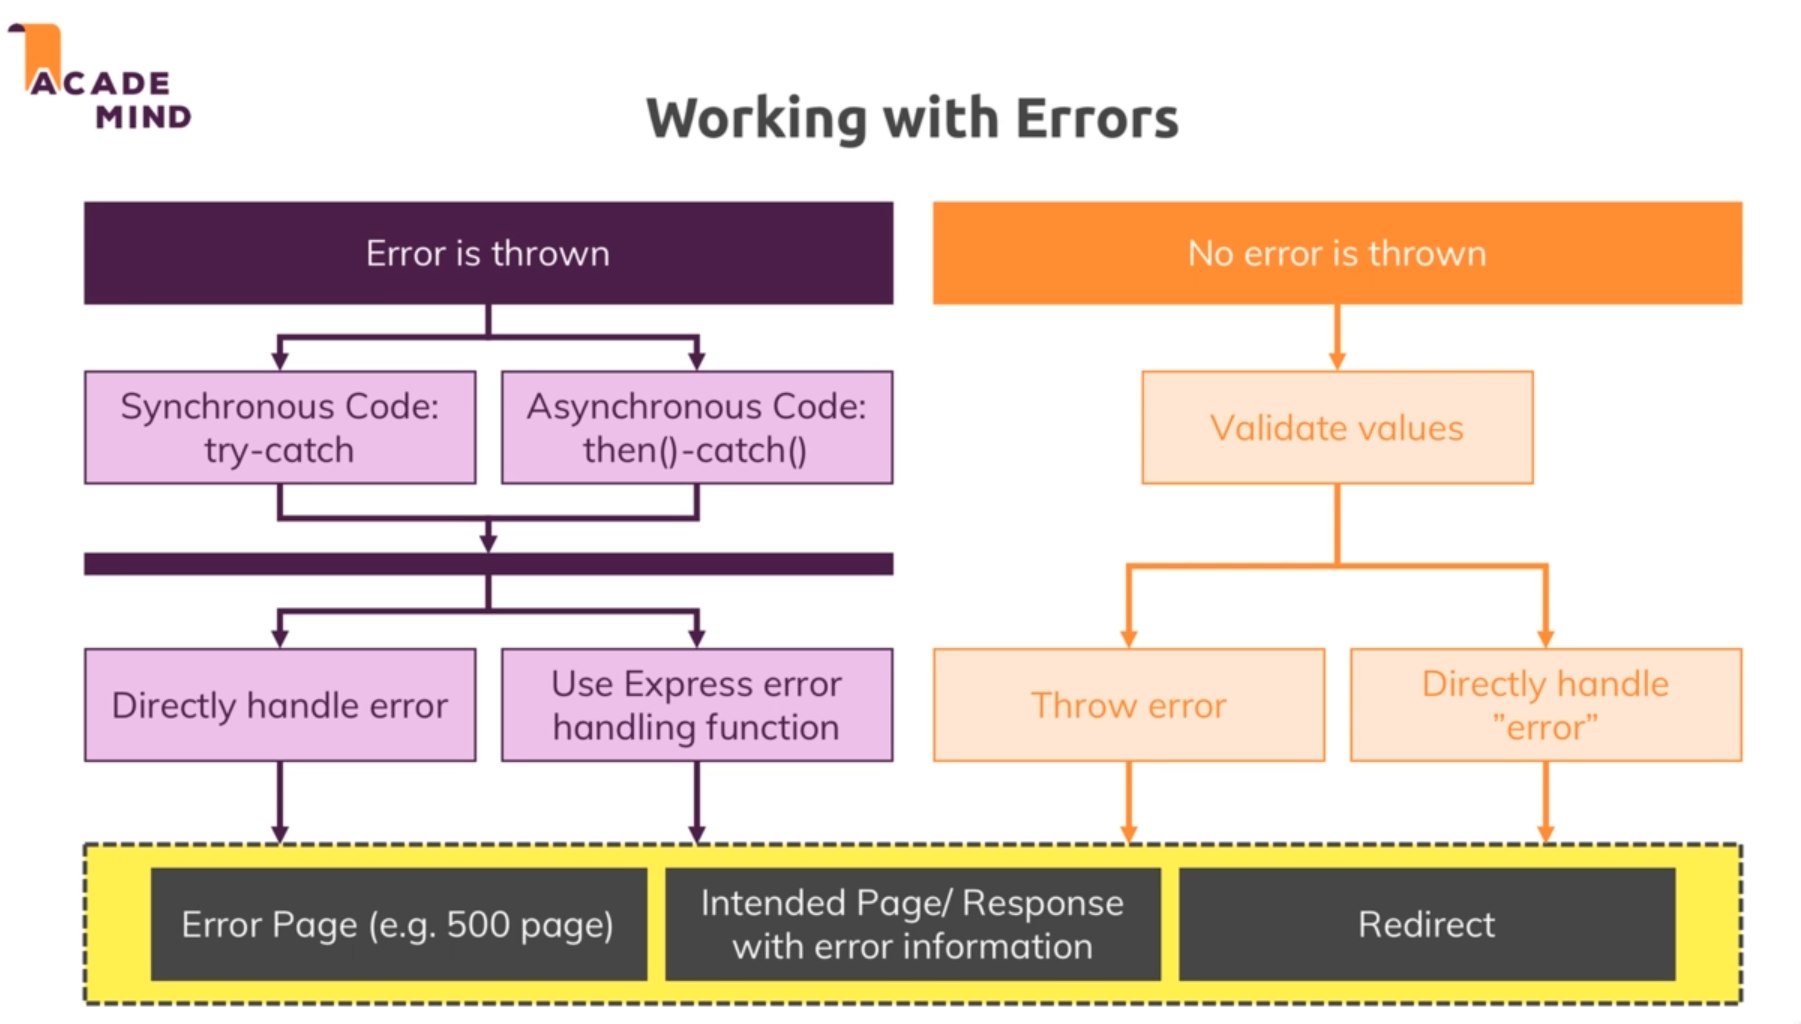 ACADE
MIND
Working with Errors
Error is thrown
No error is thrown
Synchronous Code:
try-catch
Asynchronous Code:
then()-catch()
Validate values
Directly handle error
Use Express error
handling function
Throw error
Directly handle
”error”
Error Page (e.g. 500 page)
Intended Page/ Response
with error information
Redirect